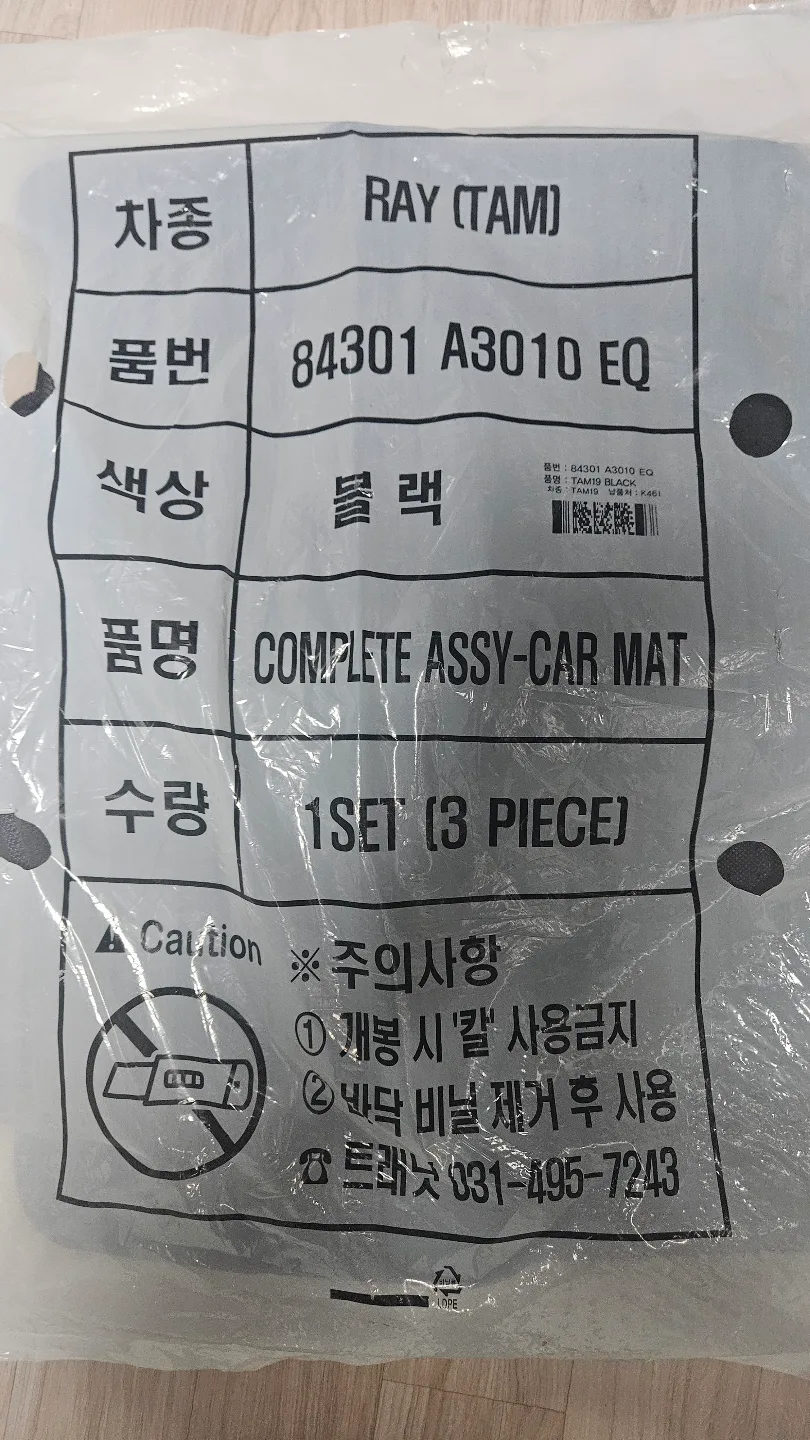 차종 RAY (TAM)
품번 84301 A3010 EQ
색상 블랙
품번 : 84301 A3010 EQ
품명 : TAM19 BLACK
차종 : TAM19 납품처 : K461
품명 COMPLETE ASSY-CAR MAT
수량 1SET (3 PIECE)
Caution
※ 주의사항
① 개봉 시 '칼' 사용금지
② 바닥 비닐 제거 후 사용
☎ 트래닛 031-495-7243
LDPE